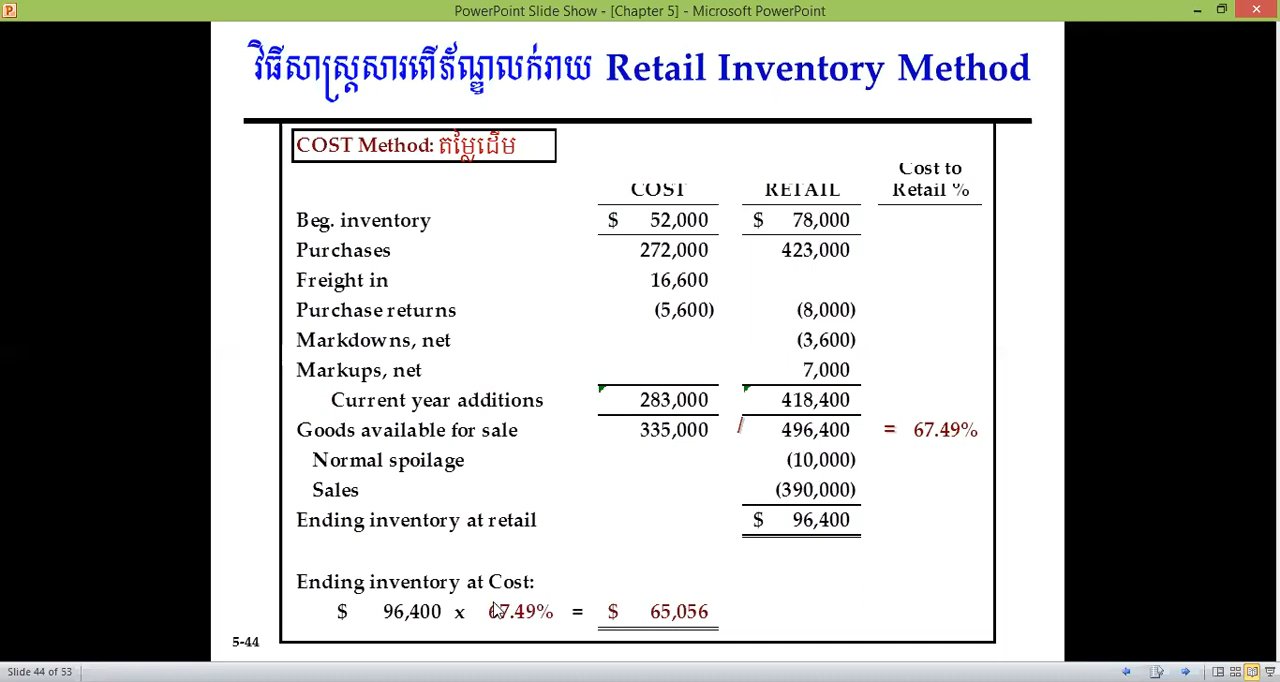 PowerPoint Slide Show - [Chapter 5] - Microsoft PowerPoint
វិធីសាស្ត្រសារពើភ័ណ្ឌលក់រាយ Retail Inventory Method
COST Method: តម្លៃដើម
COST RETAIL Cost to Retail %
Beg. inventory $ 52,000 $ 78,000
Purchases 272,000 423,000
Freight in 16,600
Purchase returns (5,600) (8,000)
Markdowns, net (3,600)
Markups, net 7,000
Current year additions 283,000 418,400
Goods available for sale 335,000 / 496,400 = 67.49%
Normal spoilage (10,000)
Sales (390,000)
Ending inventory at retail $ 96,400
Ending inventory at Cost:
$ 96,400 x 67.49% = $ 65,056
5-44
Slide 44 of 53